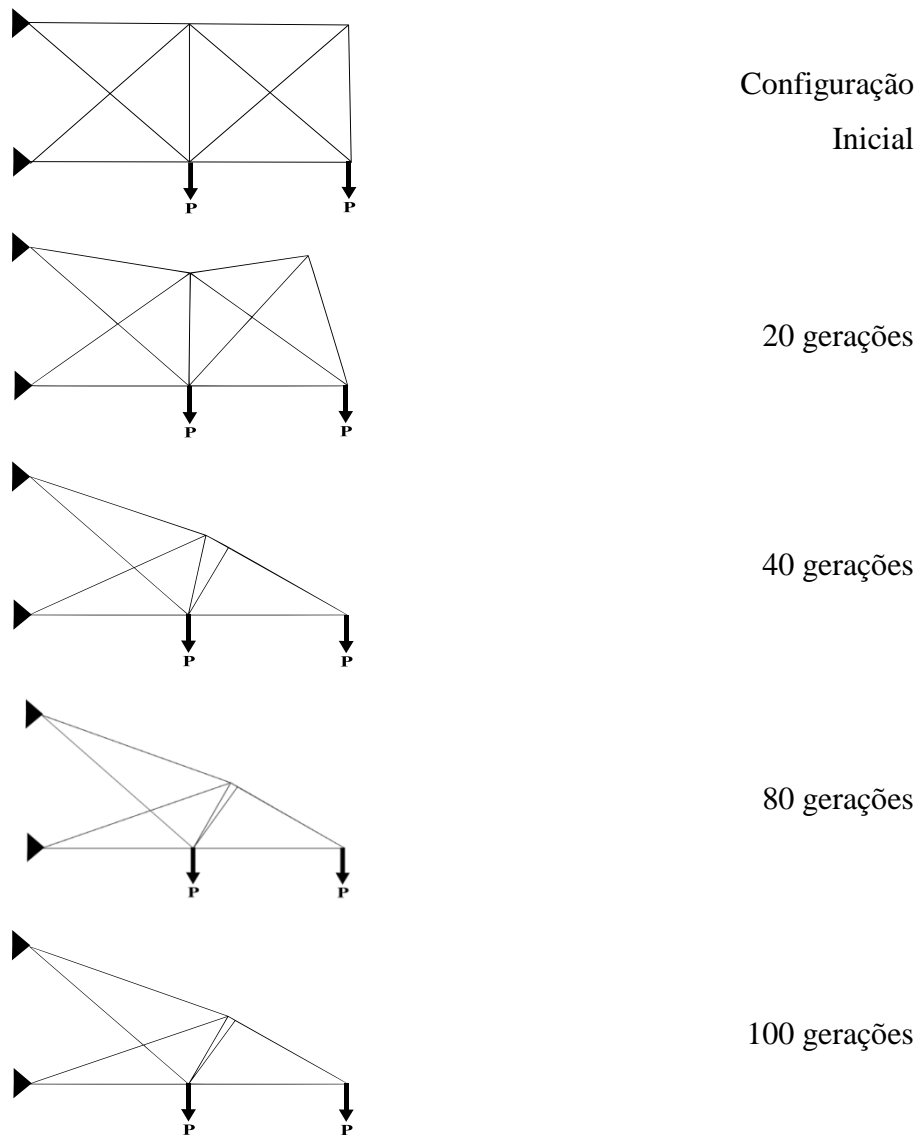 Configuração
Inicial
P P
20 gerações
P P
40 gerações
P P
80 gerações
P P
100 gerações
P P